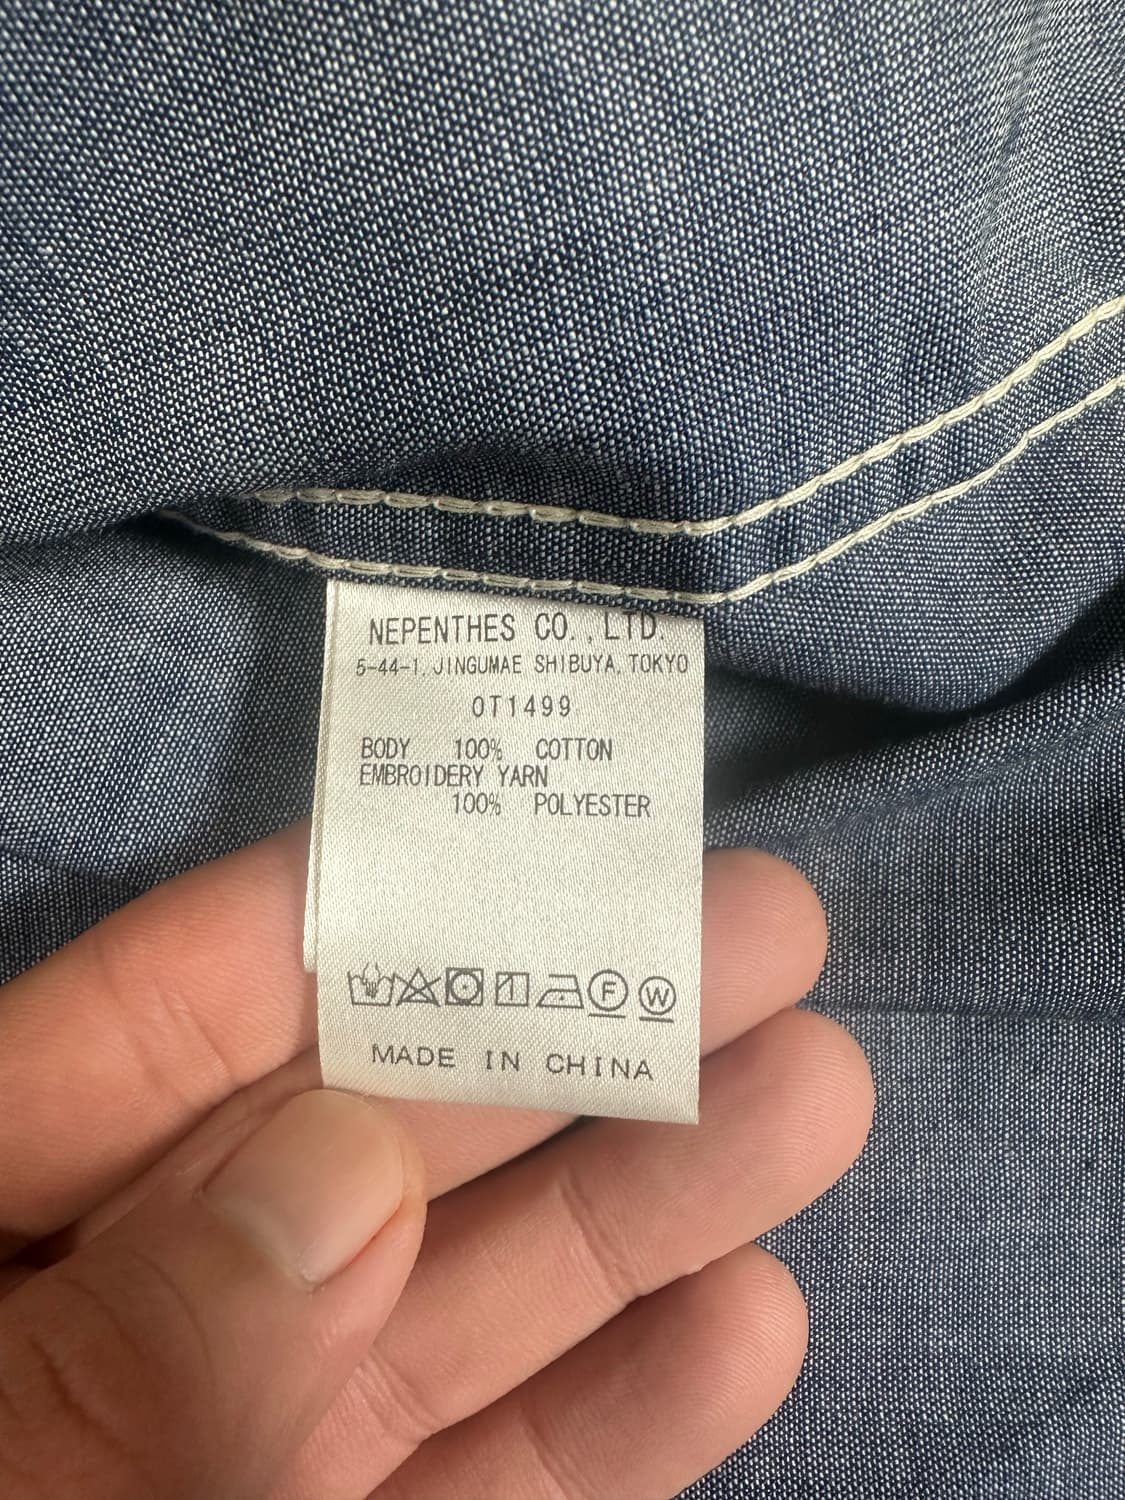 NEPENTHES CO.,LTD.
5-44-1, JINGUMAE SHIBUYA, TOKYO
OT1499
BODY 100% COTTON
EMBROIDERY YARN
100% POLYESTER
F W
MADE IN CHINA